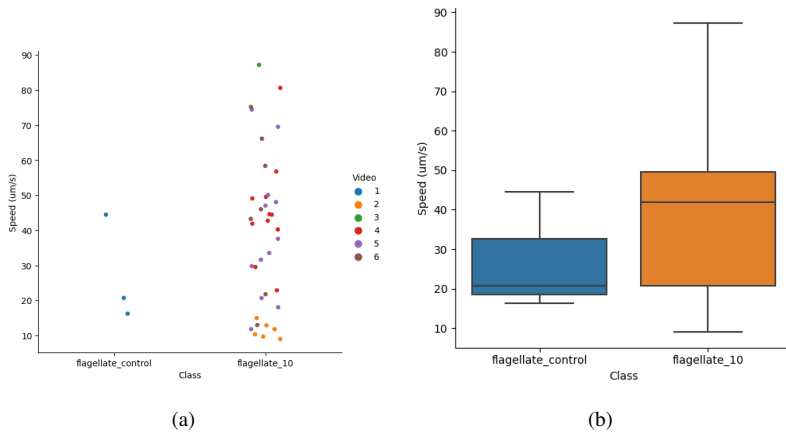 90
80
70
60
50
40
30
20
10
Speed (um/s)
flagellate_control
flagellate_10
Class
Video
1
2
3
4
5
6
(a)
90
80
70
60
50
40
30
20
10
Speed (um/s)
flagellate_control
flagellate_10
Class
(b)